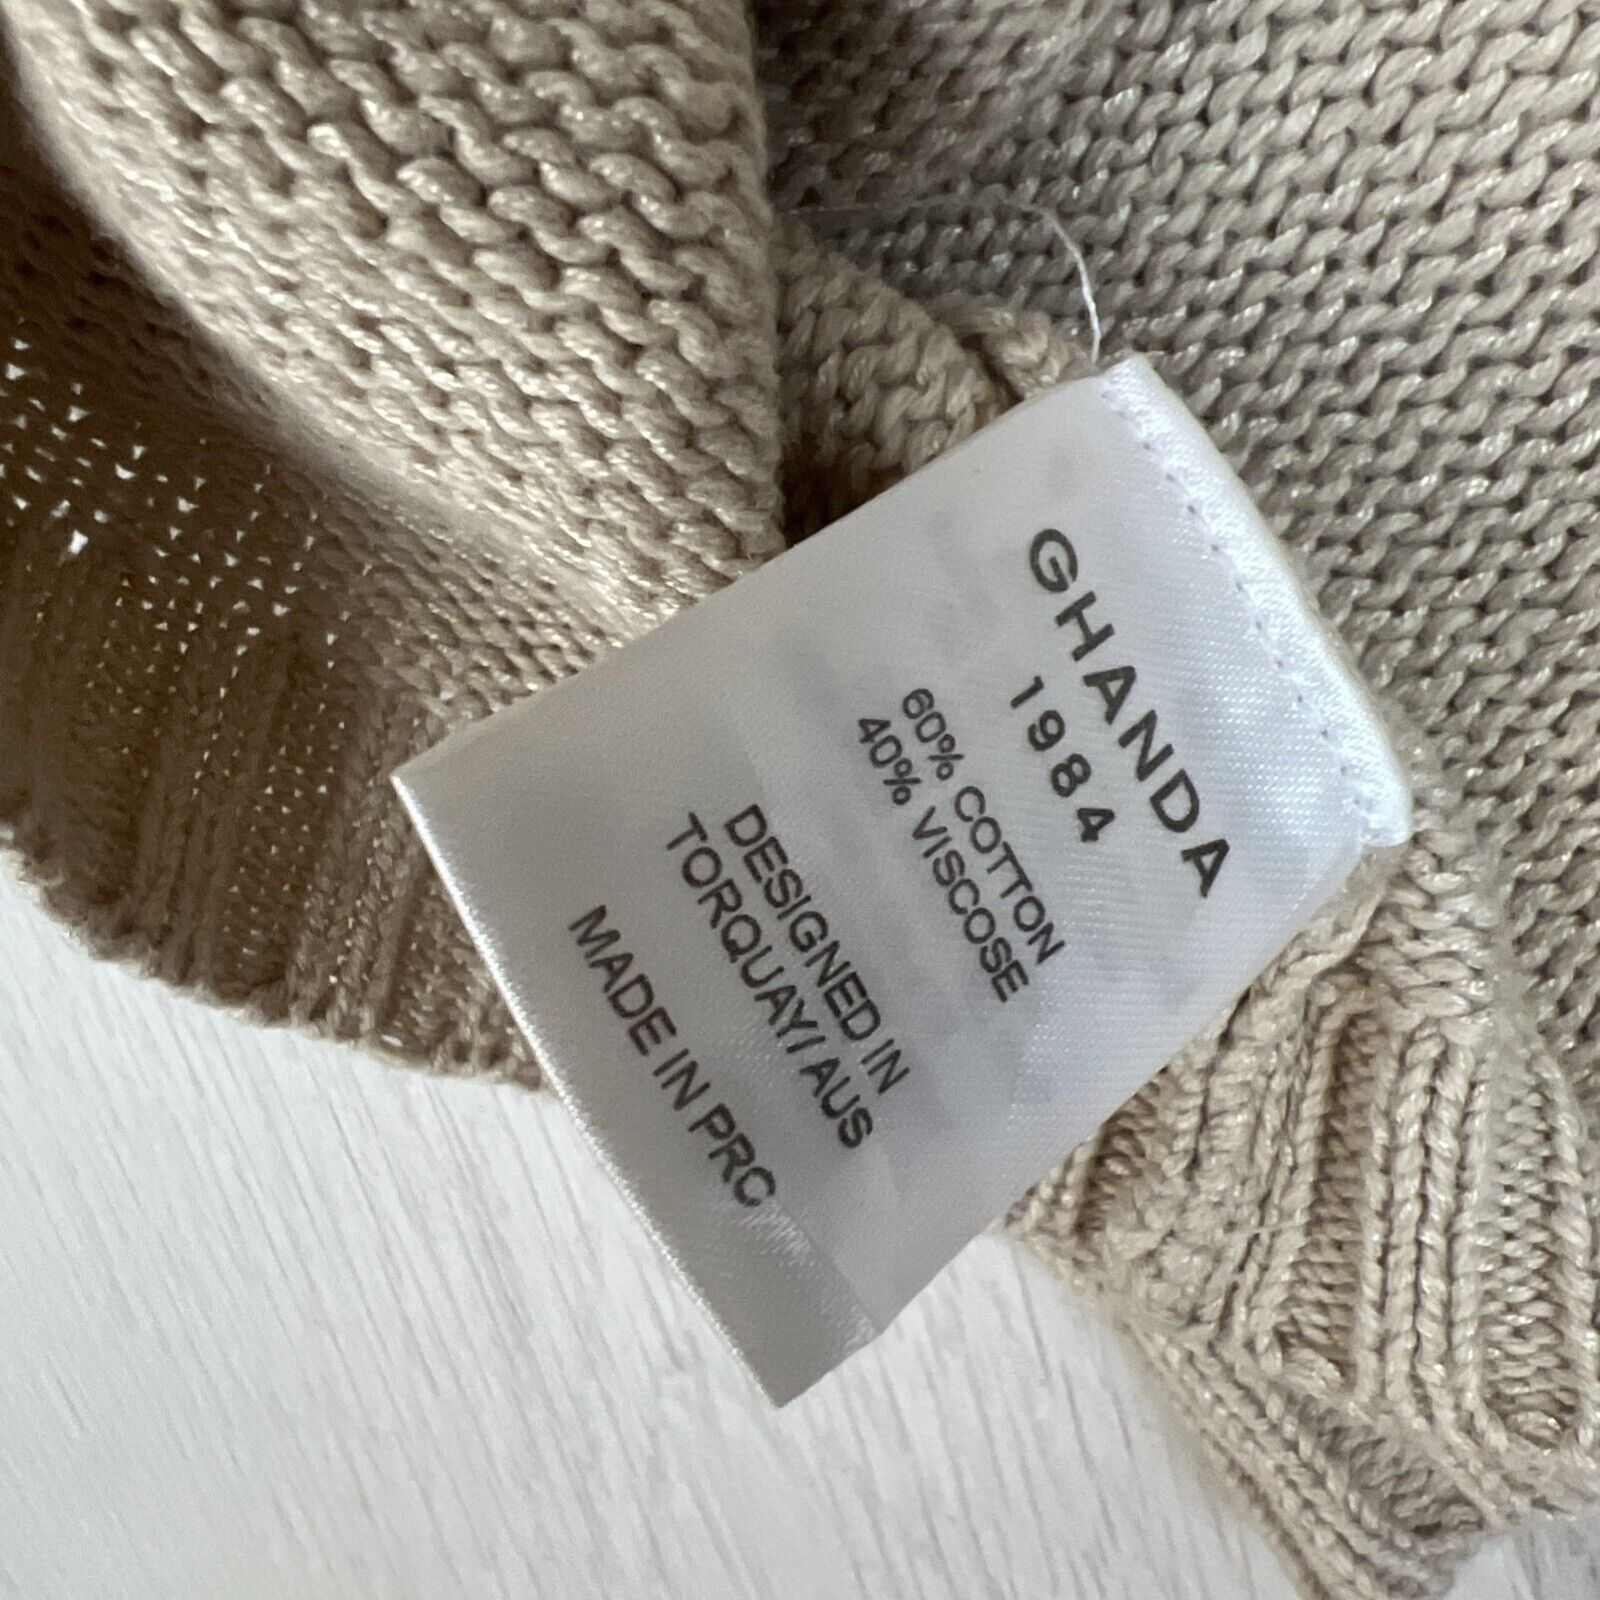 GHANDA
1984
60% COTTON
40% VISCOSE
DESIGNED IN
TORQUAY/ AUS
MADE IN PRC